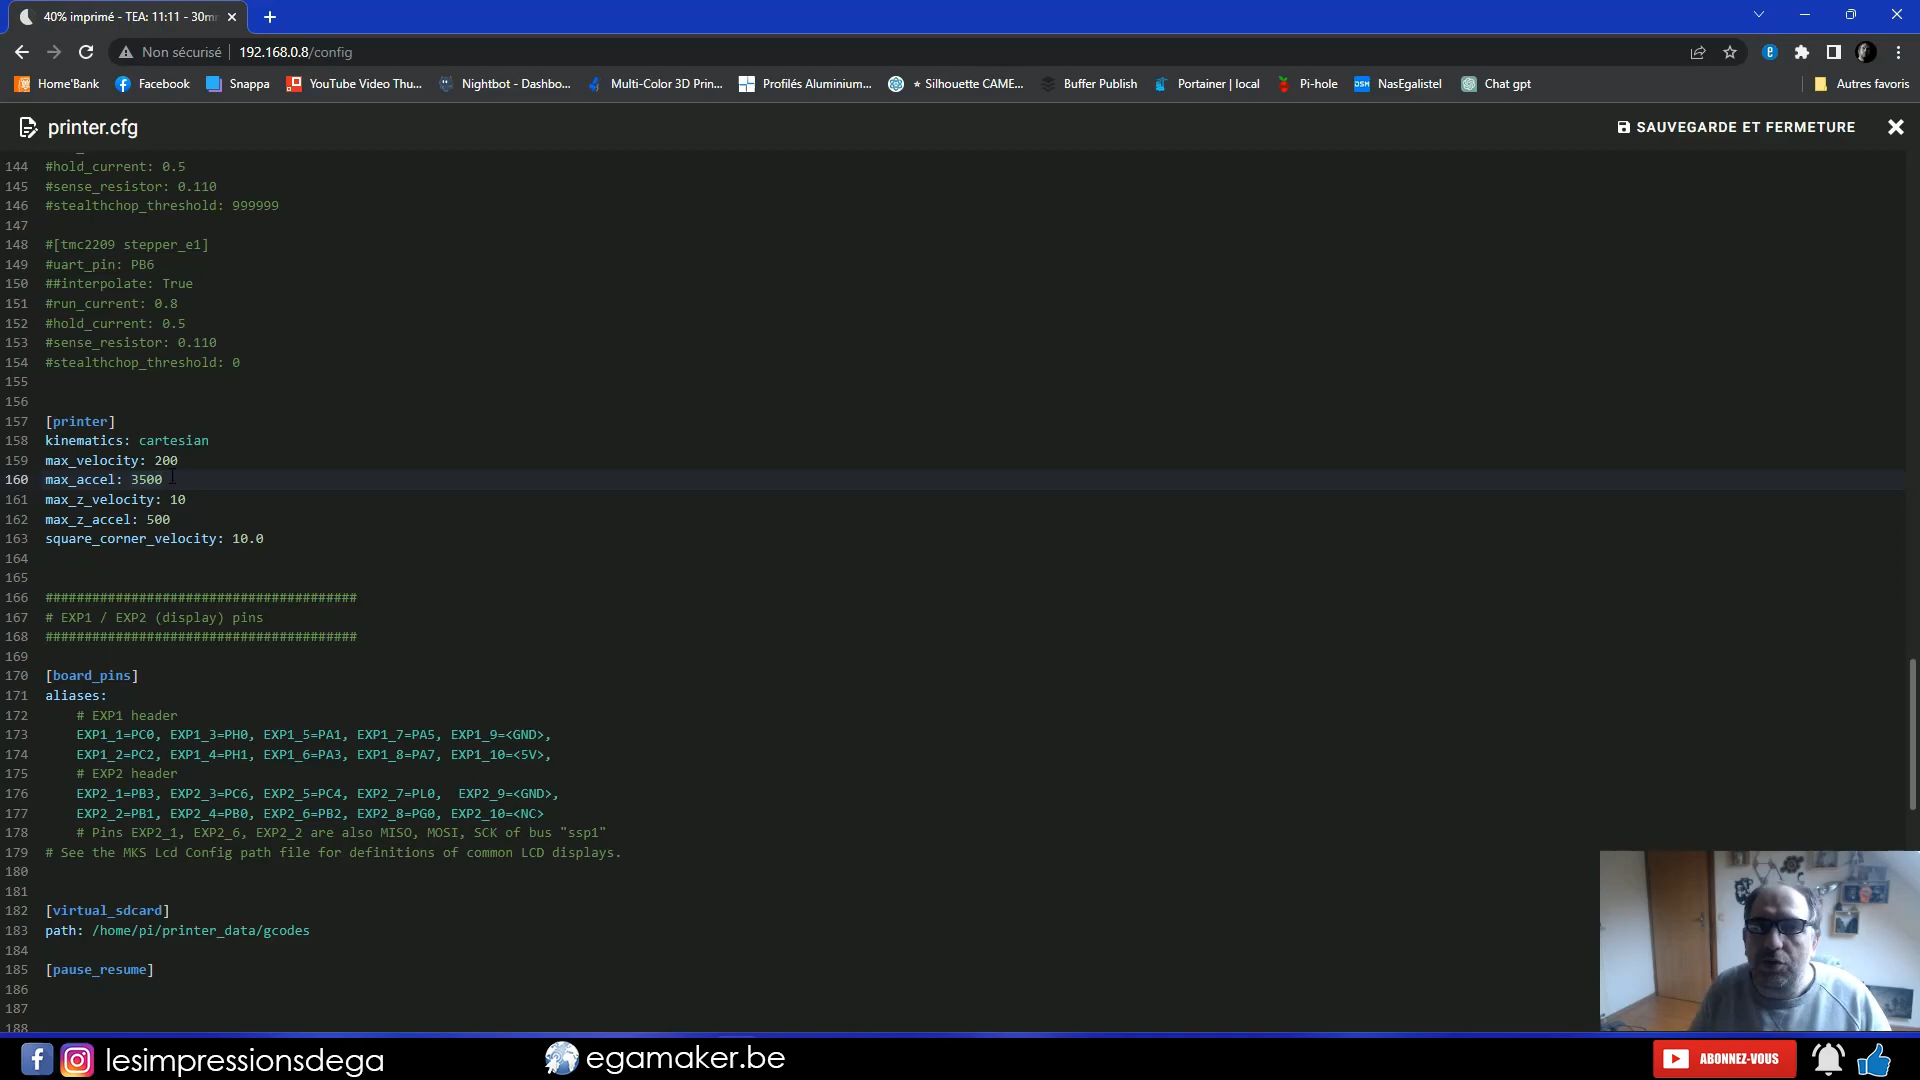 40% imprimé - TEA: 11:11 - 30m
Non sécurisé 192.168.0.8/config
Home'Bank Facebook Snappa YouTube Video Thu... Nightbot - Dashbo... Multi-Color 3D Prin... Profilés Aluminium... * Silhouette CAME... Buffer Publish Portainer | local Pi-hole DSM NasEgalistel Chat gpt Autres favoris
printer.cfg SAUVEGARDE ET FERMETURE
144 #hold_current: 0.5
145 #sense_resistor: 0.110
146 #stealthchop_threshold: 999999
147
148 #[tmc2209 stepper_e1]
149 #uart_pin: PB6
150 ##interpolate: True
151 #run_current: 0.8
152 #hold_current: 0.5
153 #sense_resistor: 0.110
154 #stealthchop_threshold: 0
155
156
157 [printer]
158 kinematics: cartesian
159 max_velocity: 200
160 max_accel: 3500
161 max_z_velocity: 10
162 max_z_accel: 500
163 square_corner_velocity: 10.0
164
165
166 ########################################
167 # EXP1 / EXP2 (display) pins
168 ########################################
169
170 [board_pins]
171 aliases:
172 # EXP1 header
173 EXP1_1=PC0, EXP1_3=PH0, EXP1_5=PA1, EXP1_7=PA5, EXP1_9=<GND>,
174 EXP1_2=PC2, EXP1_4=PH1, EXP1_6=PA3, EXP1_8=PA7, EXP1_10=<5V>,
175 # EXP2 header
176 EXP2_1=PB3, EXP2_3=PC6, EXP2_5=PC4, EXP2_7=PL0, EXP2_9=<GND>,
177 EXP2_2=PB1, EXP2_4=PB0, EXP2_6=PB2, EXP2_8=PG0, EXP2_10=<NC>
178 # Pins EXP2_1, EXP2_6, EXP2_2 are also MISO, MOSI, SCK of bus "ssp1"
179 # See the MKS Lcd Config path file for definitions of common LCD displays.
180
181
182 [virtual_sdcard]
183 path: /home/pi/printer_data/gcodes
184
185 [pause_resume]
186
187
188
lesimpressionsdega egamaker.be ABONNEZ-VOUS